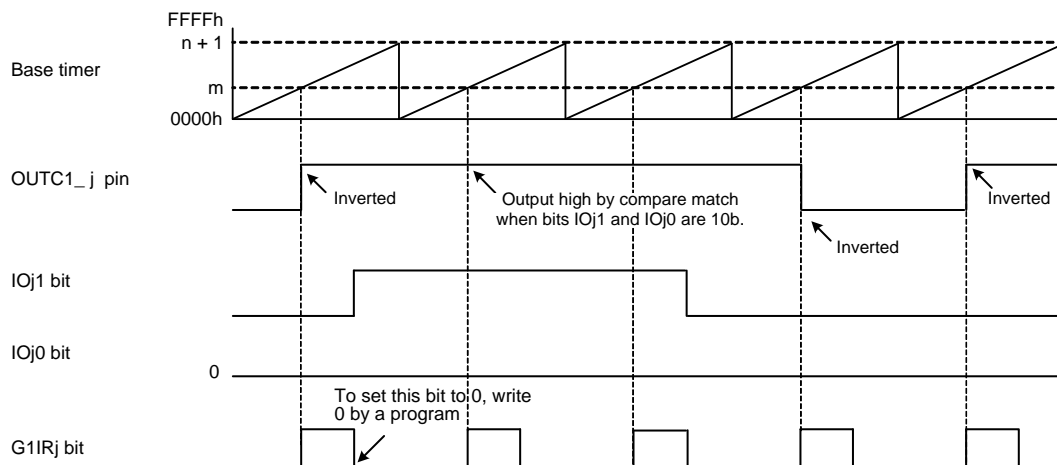 FFFFh
n + 1
Base timer
m
0000h
OUTC1_ j pin
Inverted
Output high by compare match
when bits IOj1 and IOj0 are 10b.
Inverted
Inverted
IOj1 bit
IOj0 bit
0
To set this bit to 0, write
0 by a program
G1IRj bit